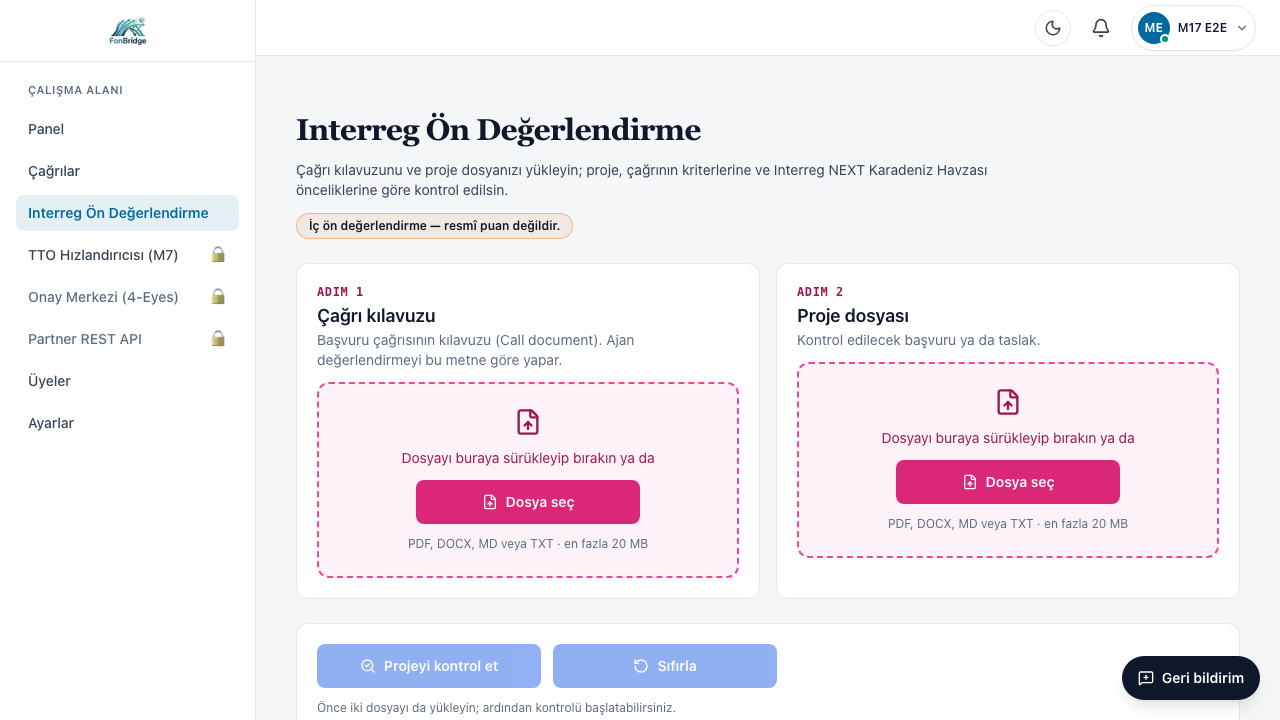 FonBridge
ME
M17 E2E
ÇALIŞMA ALANI
Panel
Çağrılar
Interreg Ön Değerlendirme
TTO Hızlandırıcısı (M7)
Onay Merkezi (4-Eyes)
Partner REST API
Üyeler
Ayarlar
Interreg Ön Değerlendirme
Çağrı kılavuzunu ve proje dosyanızı yükleyin; proje, çağrının kriterlerine ve Interreg NEXT Karadeniz Havzası
önceliklerine göre kontrol edilsin.
İç ön değerlendirme — resmî puan değildir.
ADIM 1
Çağrı kılavuzu
Başvuru çağrısının kılavuzu (Call document). Ajan
değerlendirmeyi bu metne göre yapar.
Dosyayı buraya sürükleyip bırakın ya da
Dosya seç
PDF, DOCX, MD veya TXT · en fazla 20 MB
ADIM 2
Proje dosyası
Kontrol edilecek başvuru ya da taslak.
Dosyayı buraya sürükleyip bırakın ya da
Dosya seç
PDF, DOCX, MD veya TXT · en fazla 20 MB
Projeyi kontrol et
Sıfırla
Önce iki dosyayı da yükleyin; ardından kontrolü başlatabilirsiniz.
Geri bildirim